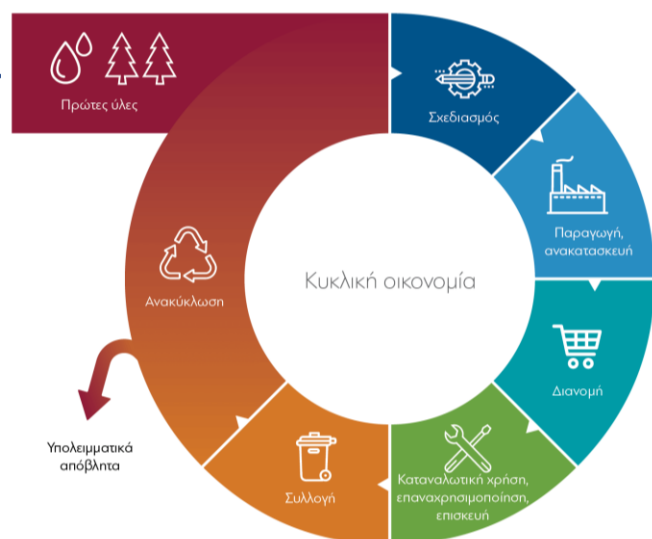 Πρώτες ύλες
Σχεδιασμός
Παραγωγή,
ανακατασκευή
Διανομή
Καταναλωτική χρήση,
επαναχρησιμοποίηση,
επισκευή
Συλλογή
Ανακύκλωση
Υπολειμματικά
απόβλητα
Κυκλική οικονομία